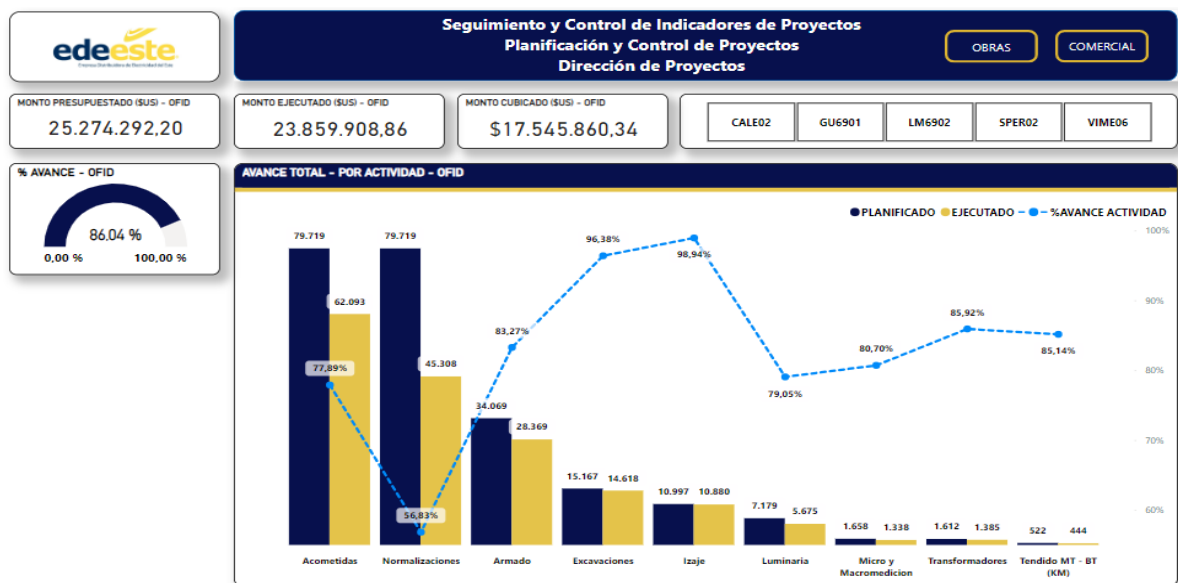 edeeste
Empresa Distribuidora de Electricidad del Este
Seguimiento y Control de Indicadores de Proyectos
Planificación y Control de Proyectos
Dirección de Proyectos
OBRAS
COMERCIAL
MONTO PRESUPUESTADO ($US) - OFID
25.274.292,20
MONTO EJECUTADO ($US) - OFID
23.859.908,86
MONTO CUBICADO ($US) - OFID
$17.545.860,34
CALE02
GU6901
LM6902
SPER02
VIME06
% AVANCE - OFID
86,04 %
0,00 %
100,00 %
AVANCE TOTAL - POR ACTIVIDAD - OFID
PLANIFICADO
EJECUTADO
%AVANCE ACTIVIDAD
79.719
62.093
77,89%
79.719
45.308
56,83%
34.069
28.369
83,27%
15.167
14.618
96,38%
10.997
10.880
98,94%
7.179
5.675
79,05%
1.658
1.338
80,70%
1.612
1.385
85,92%
522
444
85,14%
100%
90%
80%
70%
60%
Acometidas
Normalizaciones
Armado
Excavaciones
Izaje
Luminaria
Micro y
Macromedicion
Transformadores
Tendido MT - BT
(KM)